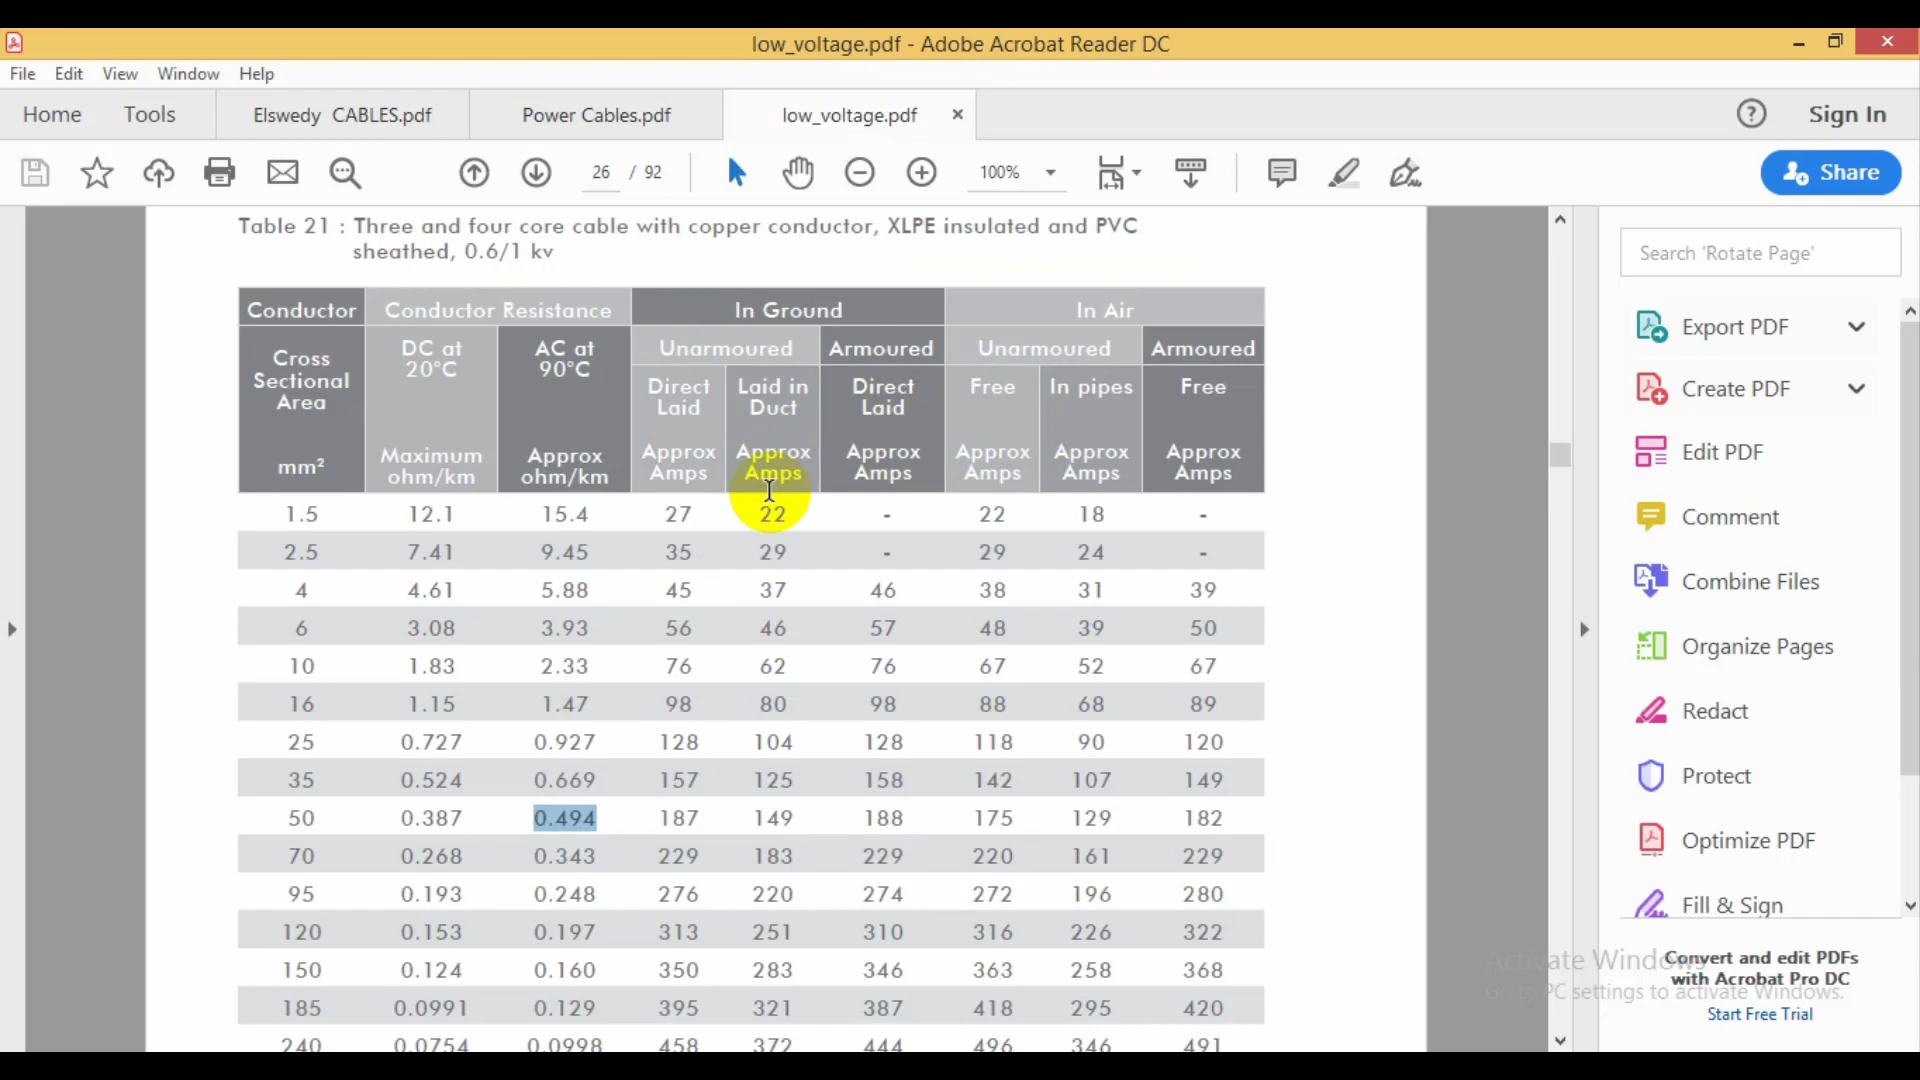 low_voltage.pdf - Adobe Acrobat Reader DC
File Edit View Window Help
Home Tools Elswedy CABLES.pdf Power Cables.pdf low_voltage.pdf × Sign In
26 / 92 100% Share
Table 21 : Three and four core cable with copper conductor, XLPE insulated and PVC
sheathed, 0.6/1 kv
Conductor Conductor Resistance In Ground In Air
Cross Sectional Area mm² DC at 20°C Maximum ohm/km AC at 90°C Approx ohm/km Unarmoured Armoured Unarmoured Armoured
Direct Laid Approx Amps Laid in Duct Approx Amps Direct Laid Approx Amps Free Approx Amps In pipes Approx Amps Free Approx Amps
1.5 12.1 15.4 27 22 - 22 18 -
2.5 7.41 9.45 35 29 - 29 24 -
4 4.61 5.88 45 37 46 38 31 39
6 3.08 3.93 56 46 57 48 39 50
10 1.83 2.33 76 62 76 67 52 67
16 1.15 1.47 98 80 98 88 68 89
25 0.727 0.927 128 104 128 118 90 120
35 0.524 0.669 157 125 158 142 107 149
50 0.387 0.494 187 149 188 175 129 182
70 0.268 0.343 229 183 229 220 161 229
95 0.193 0.248 276 220 274 272 196 280
120 0.153 0.197 313 251 310 316 226 322
150 0.124 0.160 350 283 346 363 258 368
185 0.0991 0.129 395 321 387 418 295 420
240 0.0754 0.0998 458 372 444 496 346 491
Search 'Rotate Page'
Export PDF
Create PDF
Edit PDF
Comment
Combine Files
Organize Pages
Redact
Protect
Optimize PDF
Fill & Sign
Activate Windows
Go to PC settings to activate Windows.
Convert and edit PDFs
with Acrobat Pro DC
Start Free Trial